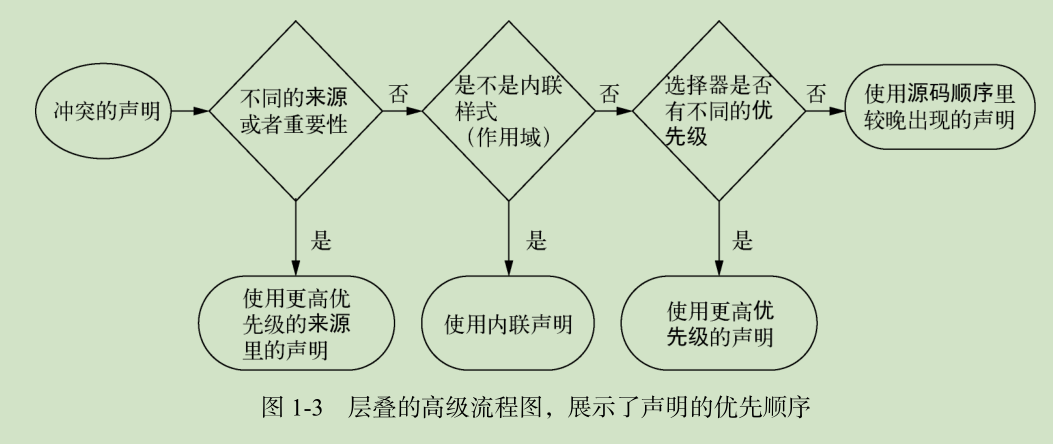 冲突的声明
不同的来源
或者重要性
否
是不是内联
样式
（作用域）
否
选择器是否
有不同的优
先级
否
使用源码顺序里
较晚出现的声明
是
是
是
使用更高优
先级的来源
里的声明
使用内联声明
使用更高优
先级的声明
图 1-3 层叠的高级流程图，展示了声明的优先顺序